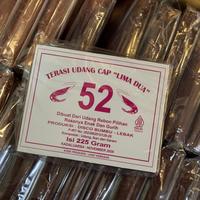 TERASI UDANG CAP "LIMA DUA"
52
Dibuat Dari Udang Rebon Pilihan
Rasanya Enak Dan Gurih
PRODUKSI : DISCO BUMBU - LEBAK
Isi 225 Gram